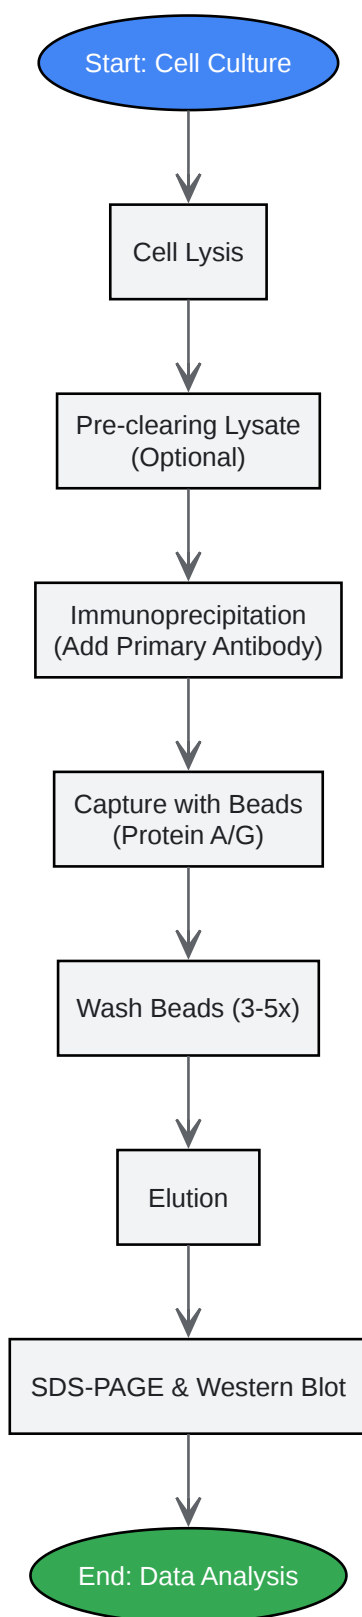 Start: Cell Culture
Cell Lysis
Pre-clearing Lysate
(Optional)
Immunoprecipitation
(Add Primary Antibody)
Capture with Beads
(Protein A/G)
Wash Beads (3-5x)
Elution
SDS-PAGE & Western Blot
End: Data Analysis